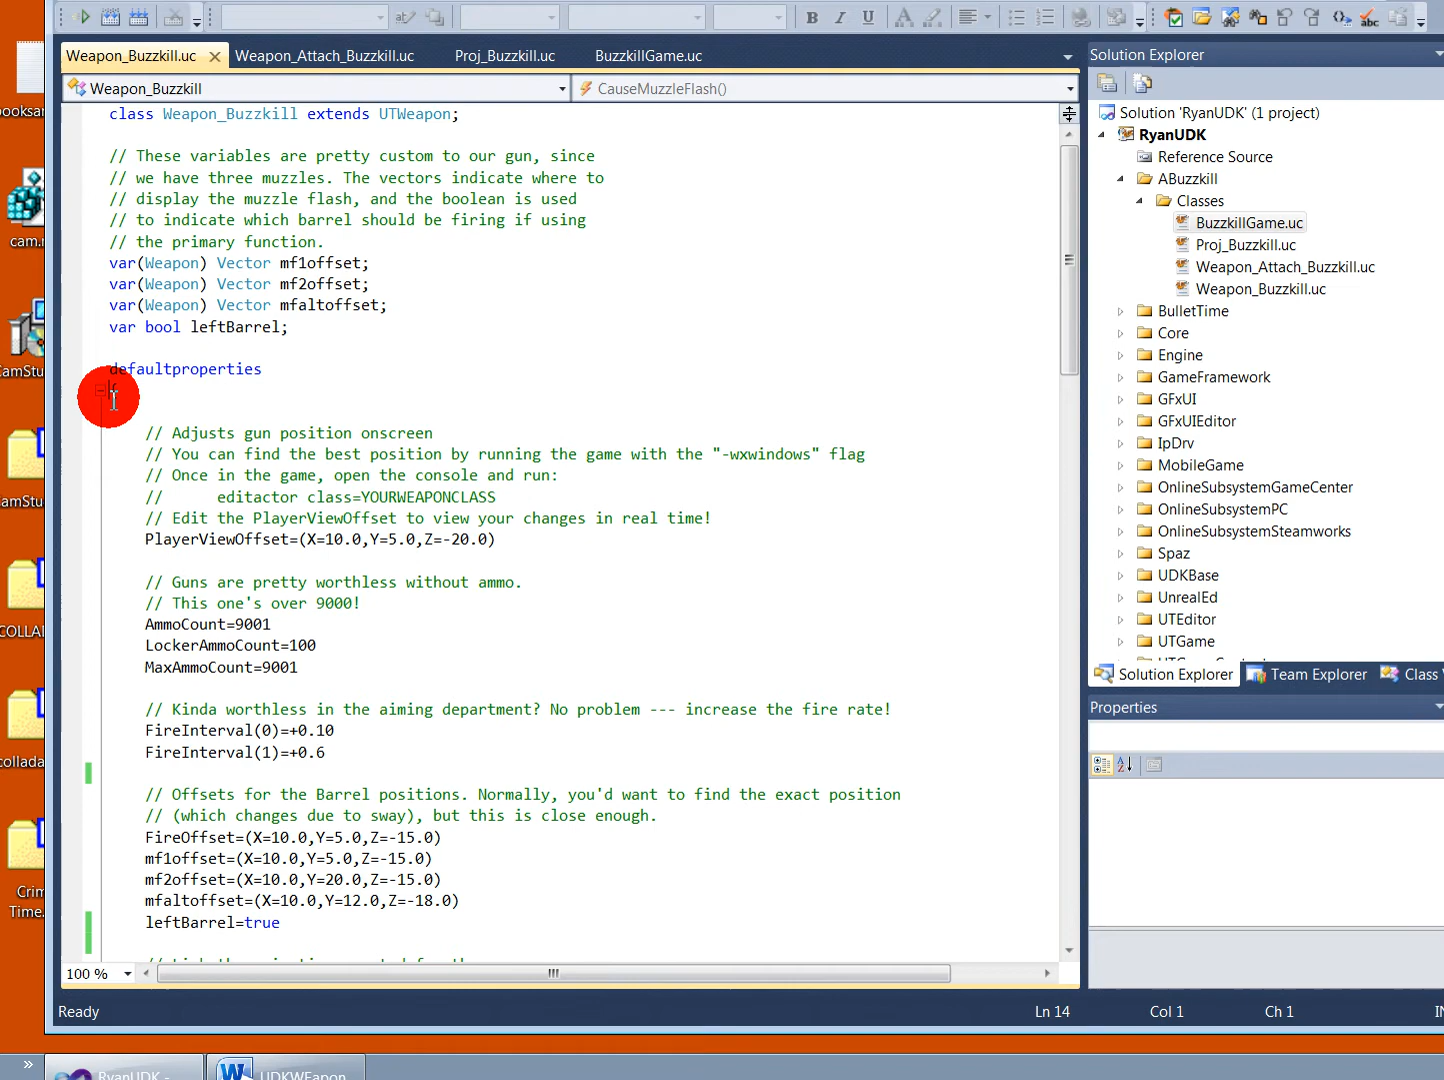 Weapon_Buzzkill.uc
Weapon_Attach_Buzzkill.uc
Proj_Buzzkill.uc
BuzzkillGame.uc
Weapon_Buzzkill
CauseMuzzleFlash()
class Weapon_Buzzkill extends UTWeapon;
// These variables are pretty custom to our gun, since
// we have three muzzles. The vectors indicate where to
// display the muzzle flash, and the boolean is used
// to indicate which barrel should be firing if using
// the primary function.
var(Weapon) Vector mf1offset;
var(Weapon) Vector mf2offset;
var(Weapon) Vector mfaltoffset;
var bool leftBarrel;
defaultproperties
{
// Adjusts gun position onscreen
// You can find the best position by running the game with the "-wxwindows" flag
// Once in the game, open the console and run:
// editactor class=YOURWEAPONCLASS
// Edit the PlayerViewOffset to view your changes in real time!
PlayerViewOffset=(X=10.0,Y=5.0,Z=-20.0)
// Guns are pretty worthless without ammo.
// This one's over 9000!
AmmoCount=9001
LockerAmmoCount=100
MaxAmmoCount=9001
// Kinda worthless in the aiming department? No problem --- increase the fire rate!
FireInterval(0)=+0.10
FireInterval(1)=+0.6
// Offsets for the Barrel positions. Normally, you'd want to find the exact position
// (which changes due to sway), but this is close enough.
FireOffset=(X=10.0,Y=5.0,Z=-15.0)
mf1offset=(X=10.0,Y=5.0,Z=-15.0)
mf2offset=(X=10.0,Y=20.0,Z=-15.0)
mfaltoffset=(X=10.0,Y=12.0,Z=-18.0)
leftBarrel=true
100 %
Ready
Ln 14
Col 1
Ch 1
Solution Explorer
Solution 'RyanUDK' (1 project)
RyanUDK
Reference Source
ABuzzkill
Classes
BuzzkillGame.uc
Proj_Buzzkill.uc
Weapon_Attach_Buzzkill.uc
Weapon_Buzzkill.uc
BulletTime
Core
Engine
GameFramework
GFxUI
GFxUIEditor
IpDrv
MobileGame
OnlineSubsystemGameCenter
OnlineSubsystemPC
OnlineSubsystemSteamworks
Spaz
UDKBase
UnrealEd
UTEditor
UTGame
Solution Explorer
Team Explorer
Class
Properties
ooksa
cam.
amStu
COLLA
collada
Crim
Time.
RyanUDK -
UDKWEapon